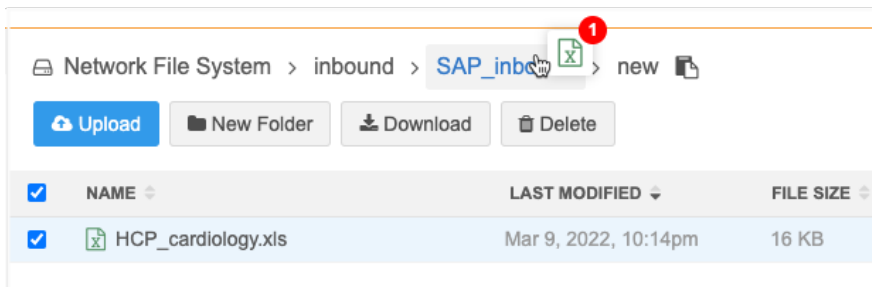 1
Network File System > inbound > SAP_inbo > new
Upload New Folder Download Delete
NAME LAST MODIFIED FILE SIZE
HCP_cardiology.xls Mar 9, 2022, 10:14pm 16 KB